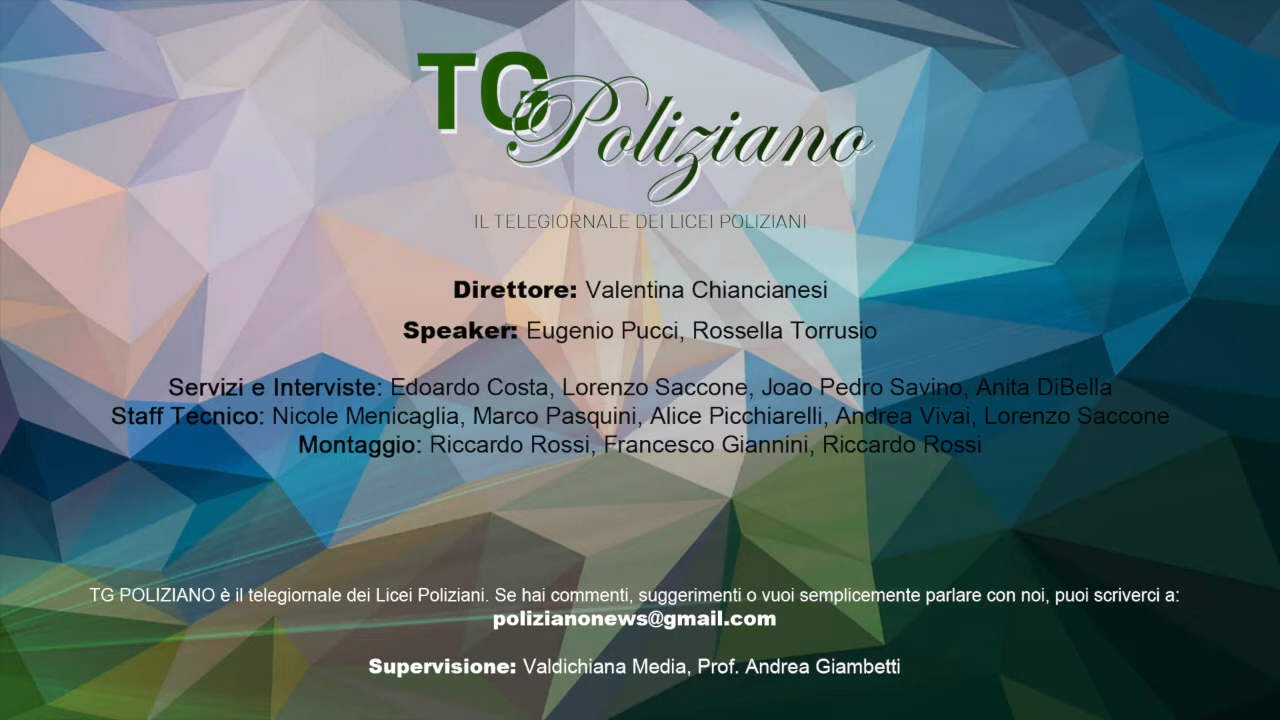 TG Poliziano
IL TELEGIORNALE DEI LICEI POLIZIANI
Direttore: Valentina Chiancianesi
Speaker: Eugenio Pucci, Rossella Torrusio
Servizi e Interviste: Edoardo Costa, Lorenzo Saccone, Joao Pedro Savino, Anita DiBella
Staff Tecnico: Nicole Menicaglia, Marco Pasquini, Alice Picchiarelli, Andrea Vivai, Lorenzo Saccone
Montaggio: Riccardo Rossi, Francesco Giannini, Riccardo Rossi
TG POLIZIANO è il telegiornale dei Licei Poliziani. Se hai commenti, suggerimenti o vuoi semplicemente parlare con noi, puoi scriverci a:
polizianonews@gmail.com
Supervisione: Valdichiana Media, Prof. Andrea Giambetti